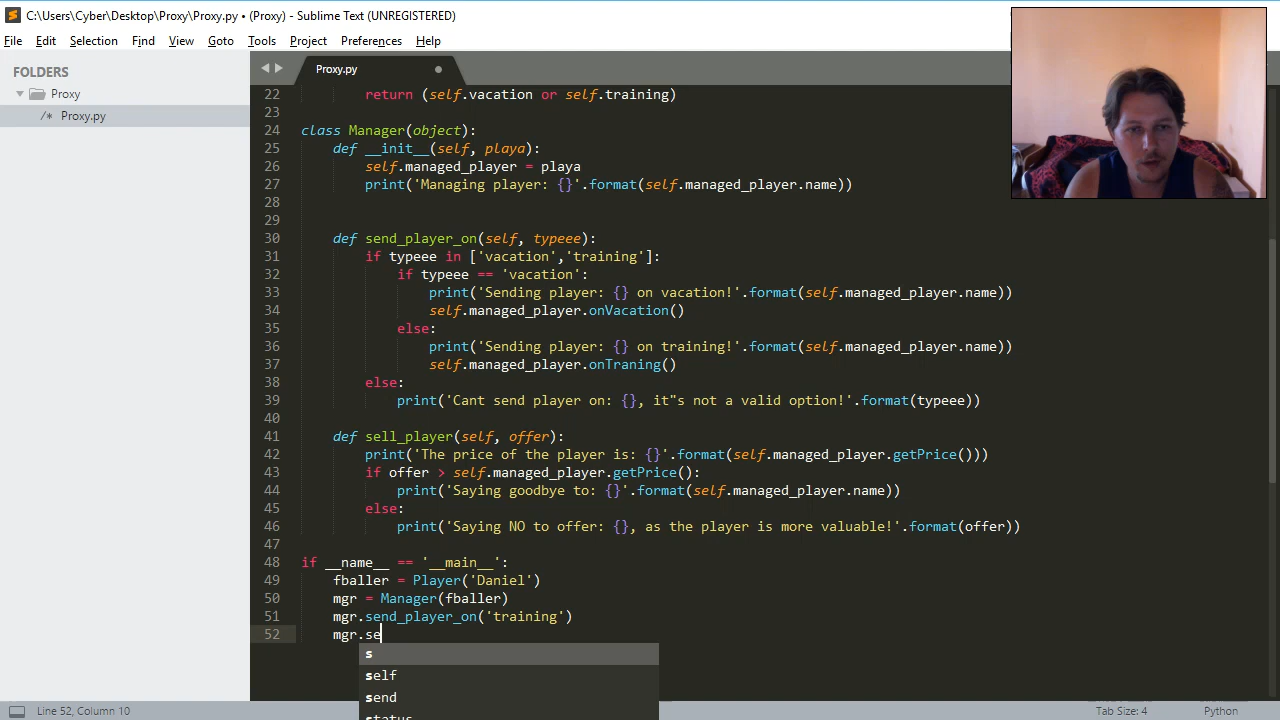 C:\Users\Cyber\Desktop\Proxy\Proxy.py • (Proxy) - Sublime Text (UNREGISTERED)
File Edit Selection Find View Goto Tools Project Preferences Help
FOLDERS
Proxy
/* Proxy.py
Proxy.py
22 return (self.vacation or self.training)
23
24 class Manager(object):
25 def __init__(self, playa):
26 self.managed_player = playa
27 print('Managing player: {}'.format(self.managed_player.name))
28
29
30 def send_player_on(self, typeee):
31 if typeee in ['vacation','training']:
32 if typeee == 'vacation':
33 print('Sending player: {} on vacation!'.format(self.managed_player.name))
34 self.managed_player.onVacation()
35 else:
36 print('Sending player: {} on training!'.format(self.managed_player.name))
37 self.managed_player.onTraning()
38 else:
39 print('Cant send player on: {}, it"s not a valid option!'.format(typeee))
40
41 def sell_player(self, offer):
42 print('The price of the player is: {}'.format(self.managed_player.getPrice()))
43 if offer > self.managed_player.getPrice():
44 print('Saying goodbye to: {}'.format(self.managed_player.name))
45 else:
46 print('Saying NO to offer: {}, as the player is more valuable!'.format(offer))
47
48 if __name__ == '__main__':
49 fballer = Player('Daniel')
50 mgr = Manager(fballer)
51 mgr.send_player_on('training')
52 mgr.se
s
self
send
status
Line 52, Column 10 Tab Size: 4 Python